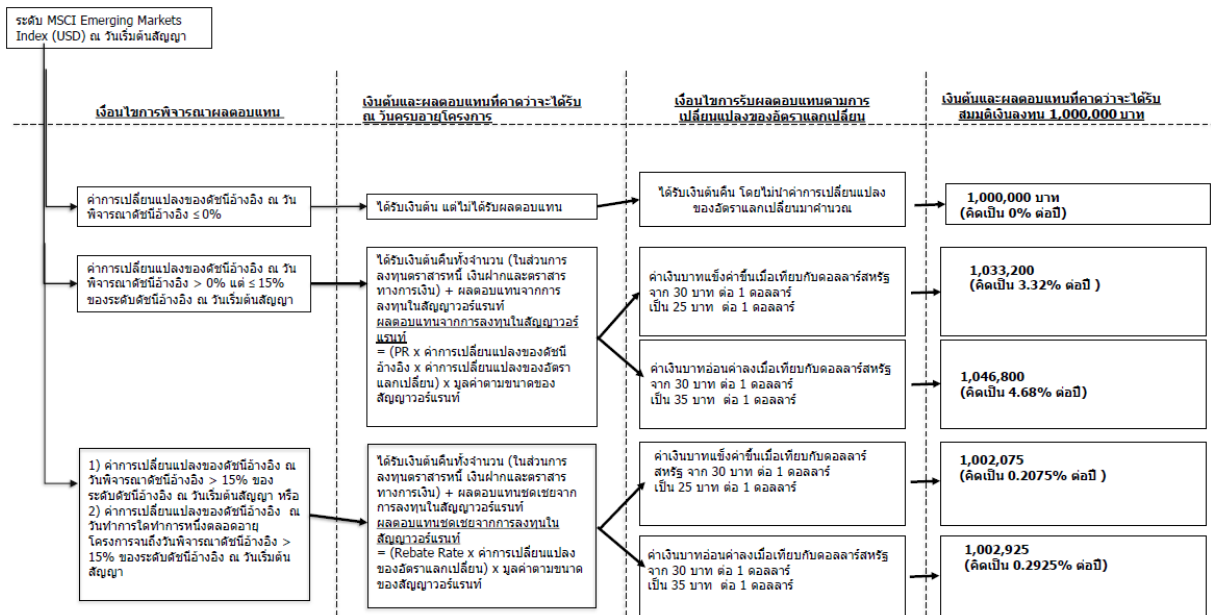 ระดับ MSCI Emerging Markets
Index (USD) ณ วันเริ่มต้นสัญญา
เงื่อนไขการพิจารณาผลตอบแทน
เงินต้นและผลตอบแทนที่คาดว่าจะได้รับ
ณ วันครบอายุโครงการ
เงื่อนไขการรับผลตอบแทนตามการ
เปลี่ยนแปลงของอัตราแลกเปลี่ยน
เงินต้นและผลตอบแทนที่คาดว่าจะได้รับ
สมมติเงินลงทุน 1,000,000 บาท
ค่าการเปลี่ยนแปลงของดัชนีอ้างอิง ณ วัน
พิจารณาดัชนีอ้างอิง ≤ 0%
ได้รับเงินต้น แต่ไม่ได้รับผลตอบแทน
ได้รับเงินต้นคืน โดยไม่นำค่าการเปลี่ยนแปลง
ของอัตราแลกเปลี่ยนมาคำนวณ
1,000,000 บาท
(คิดเป็น 0% ต่อปี)
ค่าการเปลี่ยนแปลงของดัชนีอ้างอิง ณ วัน
พิจารณาดัชนีอ้างอิง > 0% แต่ ≤ 15%
ของระดับดัชนีอ้างอิง ณ วันเริ่มต้นสัญญา
ได้รับเงินต้นคืนทั้งจำนวน (ในส่วนการ
ลงทุนตราสารหนี้ เงินฝากและตราสาร
ทางการเงิน) + ผลตอบแทนจากการ
ลงทุนในสัญญาวอร์แรนท์
ผลตอบแทนจากการลงทุนในสัญญาวอร์
แรนท์
= (PR x ค่าการเปลี่ยนแปลงของดัชนี
อ้างอิง x ค่าการเปลี่ยนแปลงของอัตรา
แลกเปลี่ยน) x มูลค่าตามขนาดของ
สัญญาวอร์แรนท์
ค่าเงินบาทแข็งค่าขึ้นเมื่อเทียบกับดอลลาร์สหรัฐ
จาก 30 บาท ต่อ 1 ดอลลาร์
เป็น 25 บาท ต่อ 1 ดอลลาร์
1,033,200
(คิดเป็น 3.32% ต่อปี )
ค่าเงินบาทอ่อนค่าลงเมื่อเทียบกับดอลลาร์สหรัฐ
จาก 30 บาท ต่อ 1 ดอลลาร์
เป็น 35 บาท ต่อ 1 ดอลลาร์
1,046,800
(คิดเป็น 4.68% ต่อปี)
1) ค่าการเปลี่ยนแปลงของดัชนีอ้างอิง ณ
วันพิจารณาดัชนีอ้างอิง > 15% ของ
ระดับดัชนีอ้างอิง ณ วันเริ่มต้นสัญญา หรือ
2) ค่าการเปลี่ยนแปลงของดัชนีอ้างอิง ณ
วันทำการใดทำการหนึ่งตลอดอายุ
โครงการจนถึงวันพิจารณาดัชนีอ้างอิง >
15% ของระดับดัชนีอ้างอิง ณ วันเริ่มต้น
สัญญา
ได้รับเงินต้นคืนทั้งจำนวน (ในส่วนการ
ลงทุนตราสารหนี้ เงินฝากและตราสาร
ทางการเงิน) + ผลตอบแทนชดเชยจาก
การลงทุนในสัญญาวอร์แรนท์
ผลตอบแทนชดเชยจากการลงทุนใน
สัญญาวอร์แรนท์
= (Rebate Rate x ค่าการเปลี่ยนแปลง
ของอัตราแลกเปลี่ยน) x มูลค่าตามขนาด
ของสัญญาวอร์แรนท์
ค่าเงินบาทแข็งค่าขึ้นเมื่อเทียบกับดอลลาร์
สหรัฐ จาก 30 บาท ต่อ 1 ดอลลาร์
เป็น 25 บาท ต่อ 1 ดอลลาร์
1,002,075
(คิดเป็น 0.2075% ต่อปี )
ค่าเงินบาทอ่อนค่าลงเมื่อเทียบกับดอลลาร์สหรัฐ
จาก 30 บาท ต่อ 1 ดอลลาร์
เป็น 35 บาท ต่อ 1 ดอลลาร์
1,002,925
(คิดเป็น 0.2925% ต่อปี)